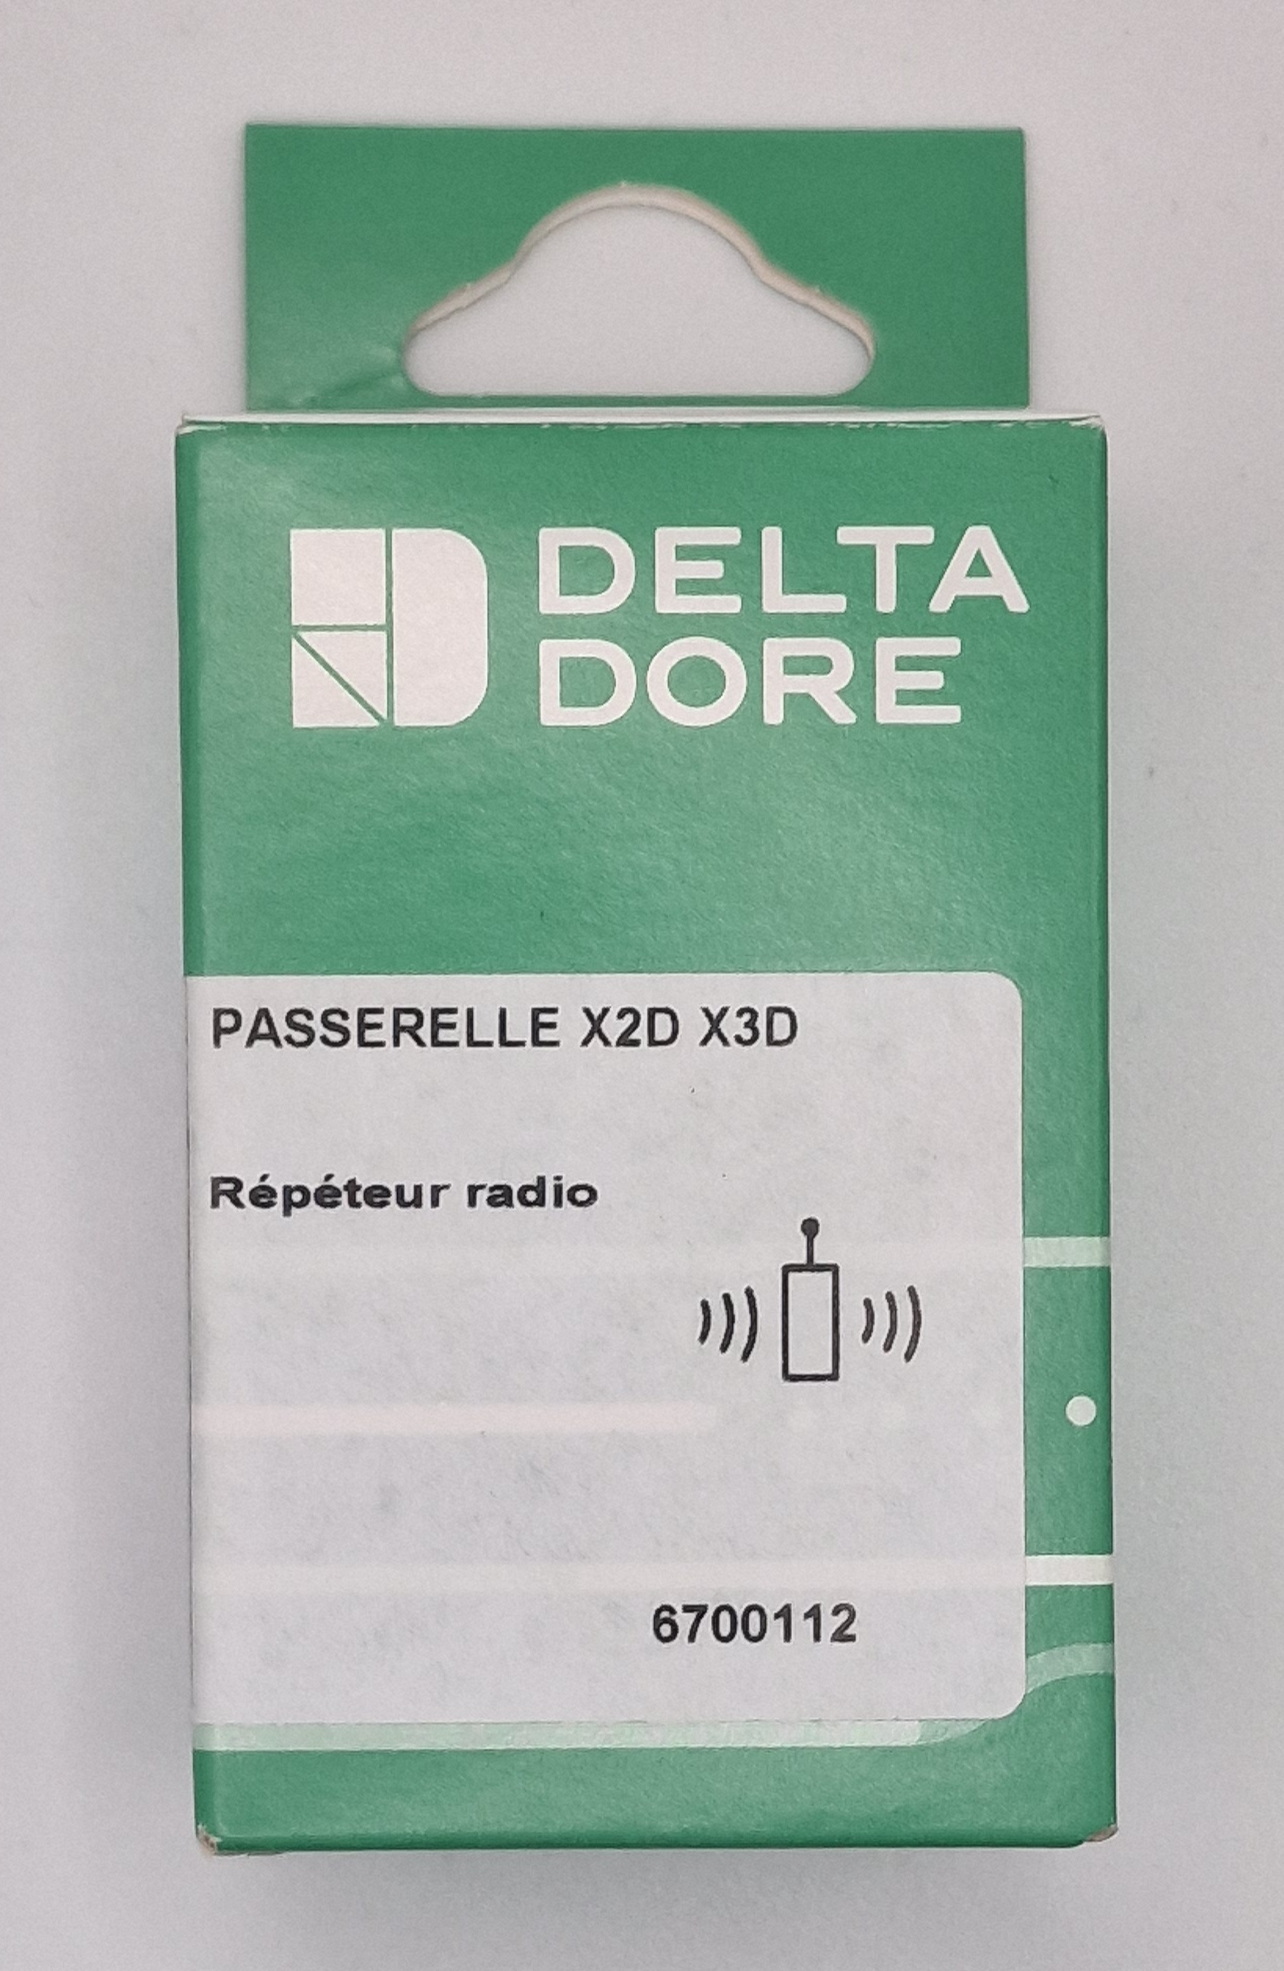 DELTA
DORE
PASSERELLE X2D X3D
Répéteur radio
6700112